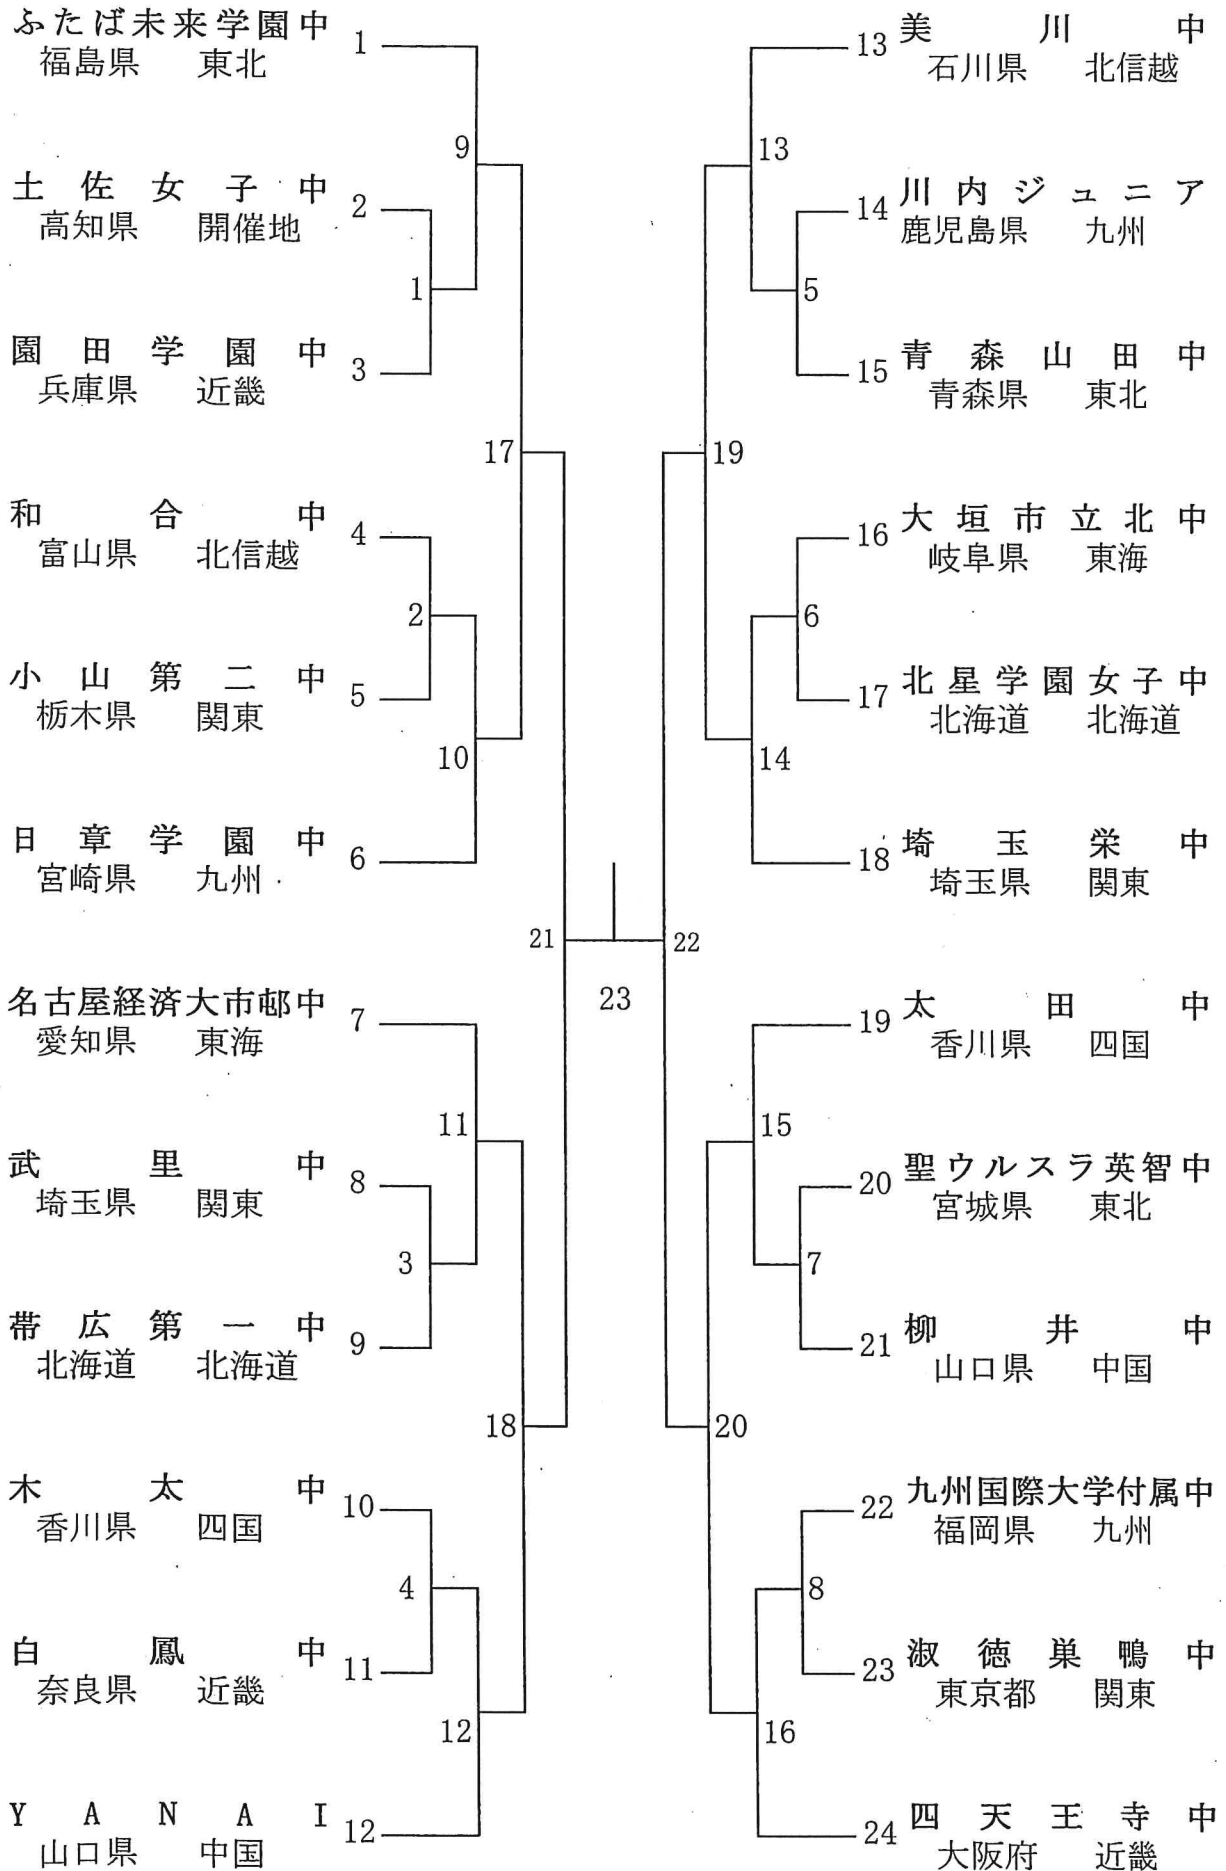 ふたば未来学園中 1
福島県 東北
9
土佐女子中 2
高知県 開催地
1
園田学園中 3
兵庫県 近畿
17
和合中 4
富山県 北信越
2
小山第二中 5
栃木県 関東
10
日章学園中 6
宮崎県 九州
21
名古屋経済大市邨中 7
愛知県 東海
11
武里中 8
埼玉県 関東
3
帯広第一中 9
北海道 北海道
18
木太中 10
香川県 四国
4
白鳳中 11
奈良県 近畿
12
YANAI 12
山口県 中国
23
13 美川中
石川県 北信越
13
14 川内ジュニア
鹿児島県 九州
5
15 青森山田中
青森県 東北
19
16 大垣市立北中
岐阜県 東海
6
17 北星学園女子中
北海道 北海道
14
18 埼玉栄中
埼玉県 関東
22
19 太田中
香川県 四国
15
20 聖ウルスラ英智中
宮城県 東北
7
21 柳井中
山口県 中国
20
22 九州国際大学付属中
福岡県 九州
8
23 淑徳巣鴨中
東京都 関東
16
24 四天王寺中
大阪府 近畿